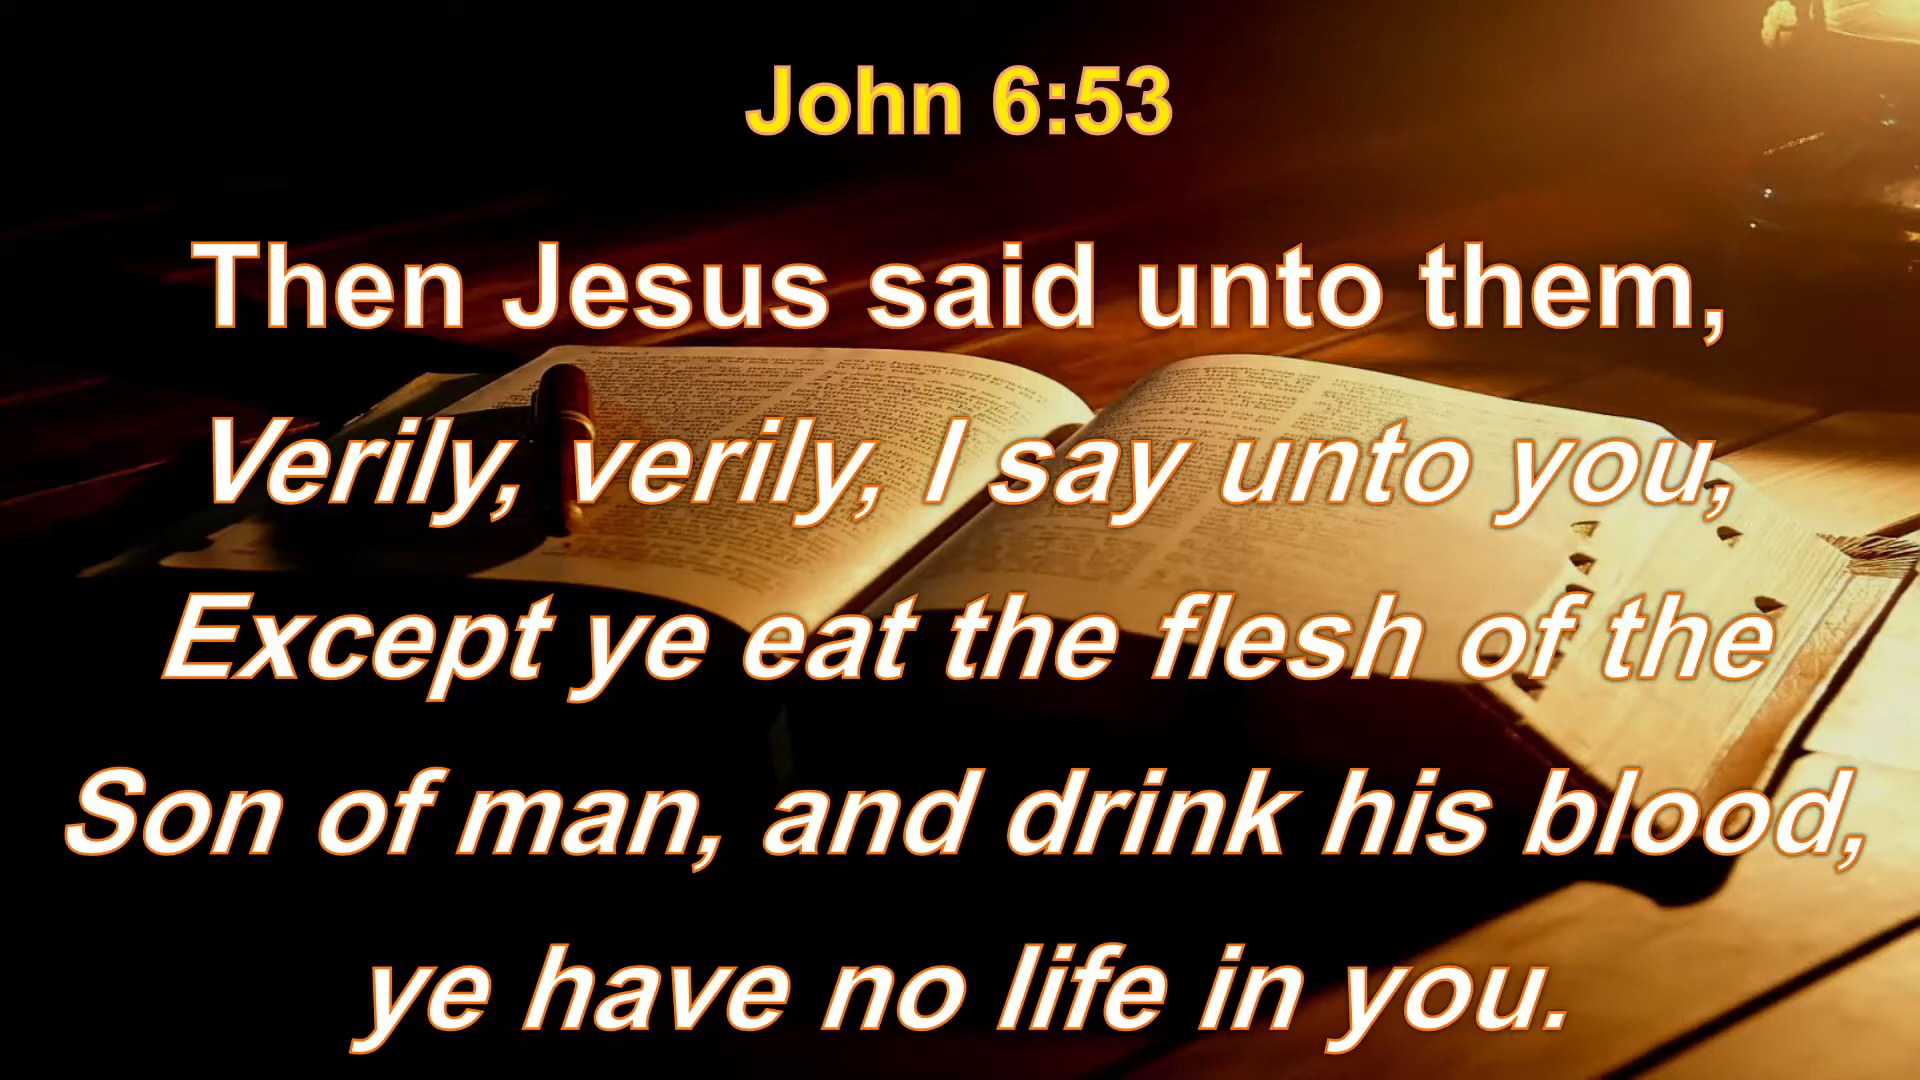 John 6:53
Then Jesus said unto them,
Verily, verily, I say unto you,
Except ye eat the flesh of the
Son of man, and drink his blood,
ye have no life in you.